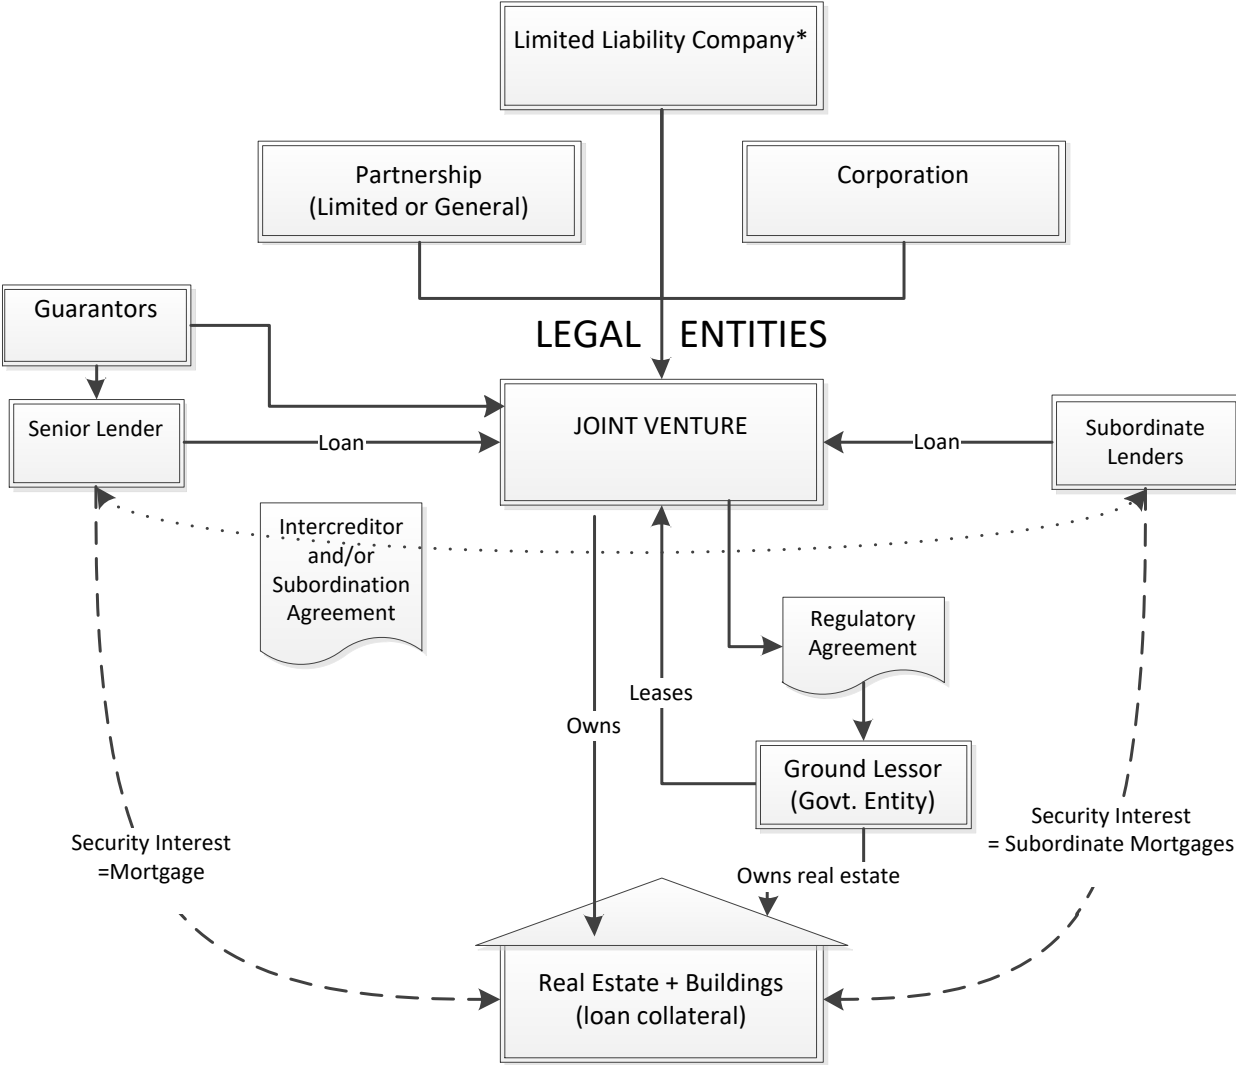 Limited Liability Company*
Partnership
(Limited or General)
Corporation
Guarantors
LEGAL ENTITIES
Senior Lender
Loan
JOINT VENTURE
Loan
Subordinate
Lenders
Intercreditor
and/or
Subordination
Agreement
Regulatory
Agreement
Leases
Owns
Ground Lessor
(Govt. Entity)
Security Interest
=Mortgage
Security Interest
= Subordinate Mortgages
Owns real estate
Real Estate + Buildings
(loan collateral)